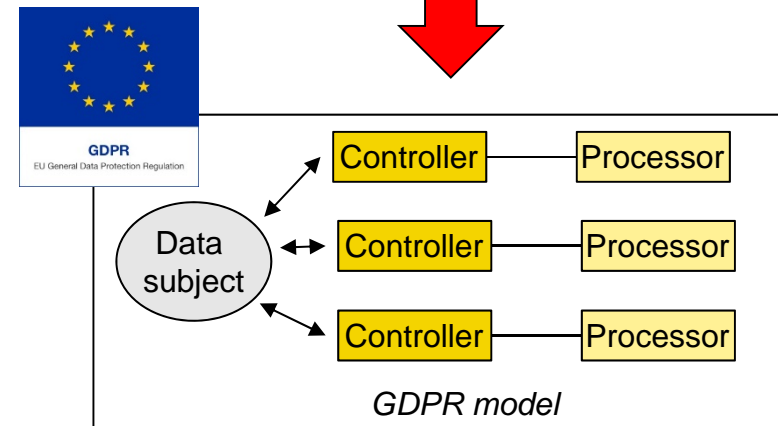 GDPR
EU General Data Protection Regulation
Controller
Processor
Data
subject
Controller
Processor
Controller
Processor
GDPR model